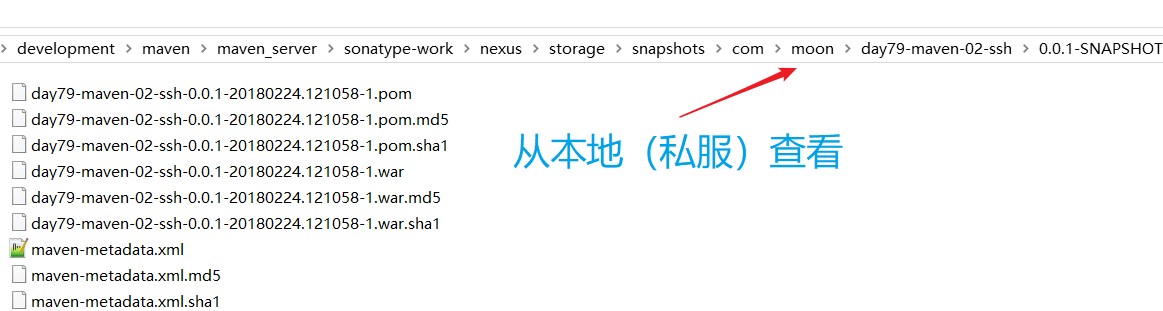 development > maven > maven_server > sonatype-work > nexus > storage > snapshots > com > moon > day79-maven-02-ssh > 0.0.1-SNAPSHOT
day79-maven-02-ssh-0.0.1-20180224.121058-1.pom
day79-maven-02-ssh-0.0.1-20180224.121058-1.pom.md5
day79-maven-02-ssh-0.0.1-20180224.121058-1.pom.sha1
从本地（私服）查看
day79-maven-02-ssh-0.0.1-20180224.121058-1.war
day79-maven-02-ssh-0.0.1-20180224.121058-1.war.md5
day79-maven-02-ssh-0.0.1-20180224.121058-1.war.sha1
maven-metadata.xml
maven-metadata.xml.md5
maven-metadata.xml.sha1